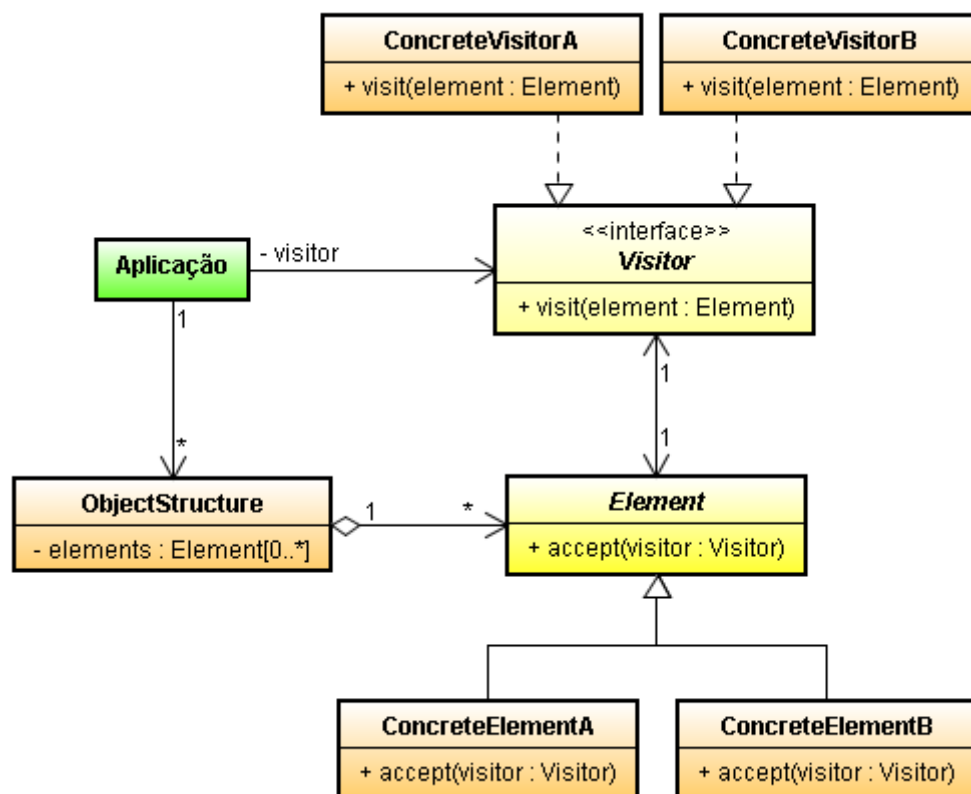 ConcreteVisitorA
+ visit(element : Element)
ConcreteVisitorB
+ visit(element : Element)
<<interface>>
Visitor
+ visit(element : Element)
Aplicação
- visitor
1
*
1
1
ObjectStructure
- elements : Element[0..*]
1
*
Element
+ accept(visitor : Visitor)
ConcreteElementA
+ accept(visitor : Visitor)
ConcreteElementB
+ accept(visitor : Visitor)